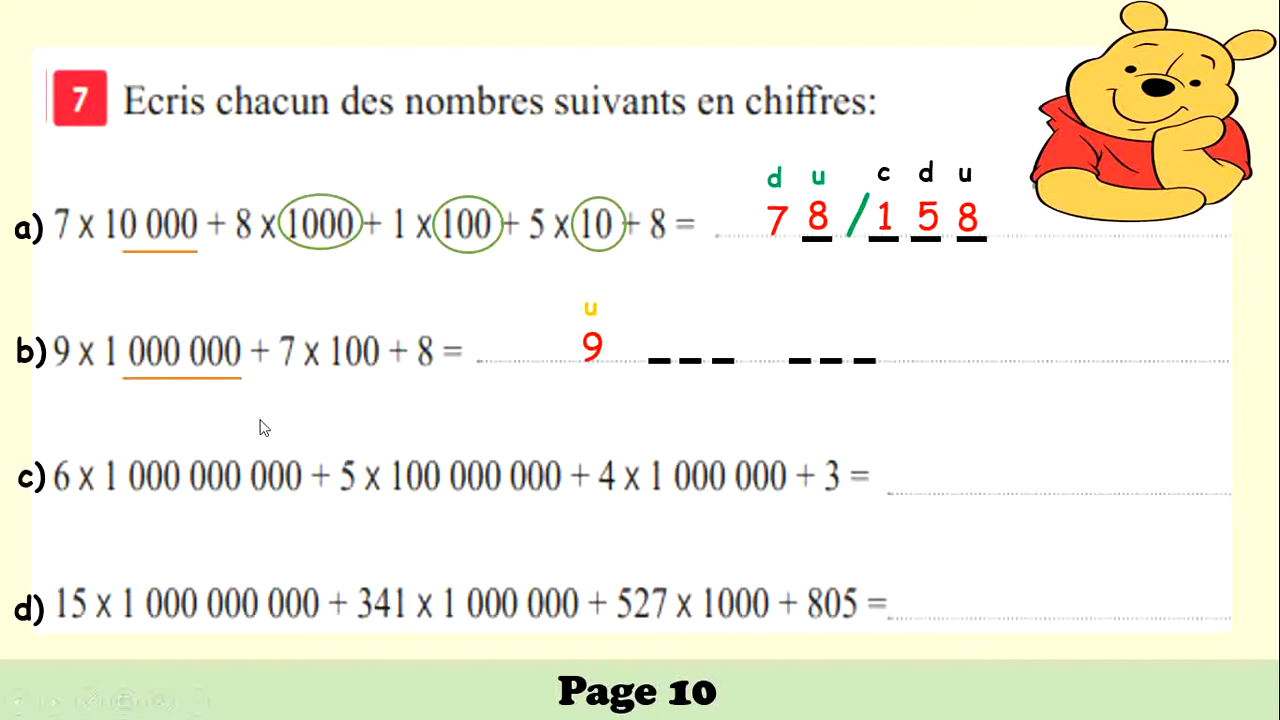 7 Ecris chacun des nombres suivants en chiffres:
d u c d u
a) 7 x 10 000 + 8 x 1000 + 1 x 100 + 5 x 10 + 8 = 7 8 / 1 5 8
u
b) 9 x 1 000 000 + 7 x 100 + 8 = 9 _ _ _ _ _ _
c) 6 x 1 000 000 000 + 5 x 100 000 000 + 4 x 1 000 000 + 3 =
d) 15 x 1 000 000 000 + 341 x 1 000 000 + 527 x 1000 + 805 =
Page 10